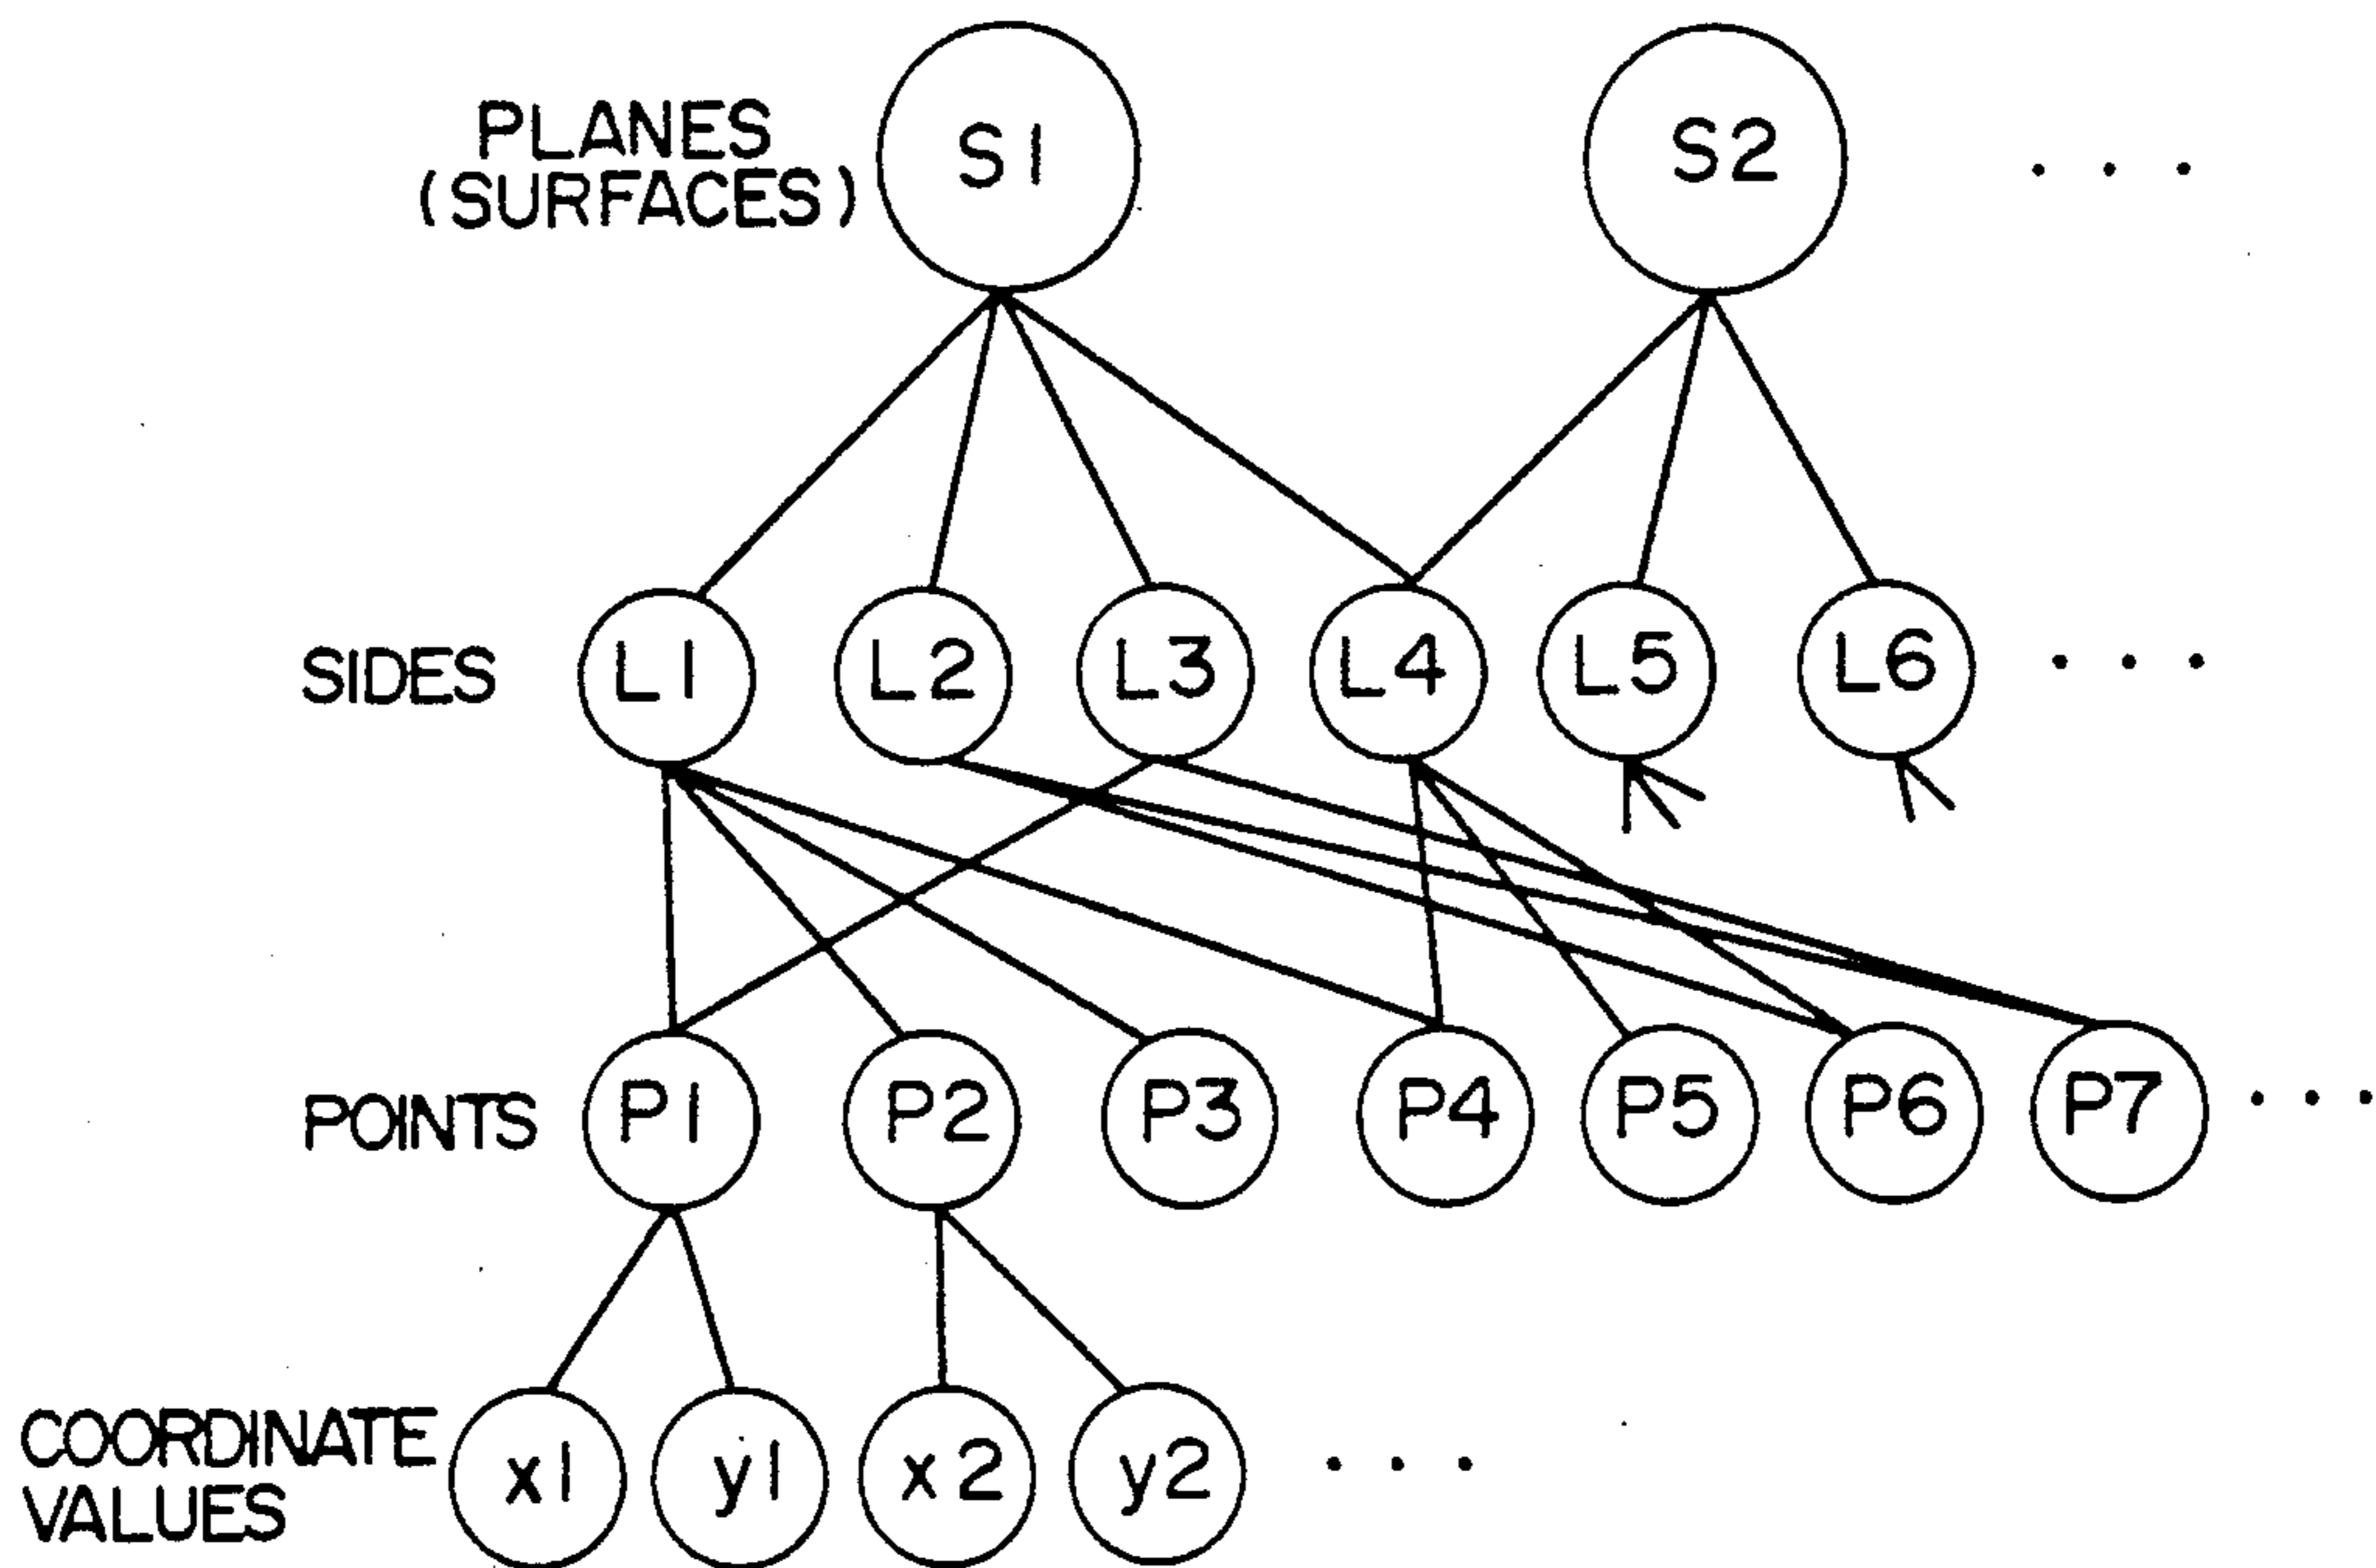 PLANES
(SURFACES)
S1
S2
. . .
SIDES
L1
L2
L3
L4
L5
L6
. . .
POINTS
P1
P2
P3
P4
P5
P6
P7
. . .
COORDINATE
VALUES
x1
y1
x2
y2
. . .